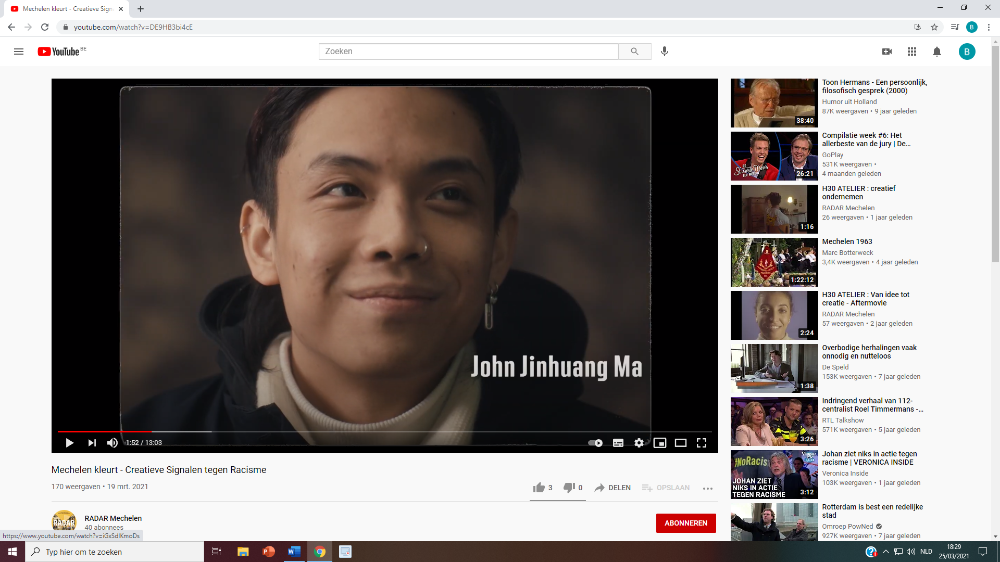 Mechelen kleurt - Creatieve Sign
youtube.com/watch?v=DE9HB3bi4cE
B
YouTube BE
Zoeken
B
John Jinhuang Ma
1:52 / 13:03
Mechelen kleurt - Creatieve Signalen tegen Racisme
170 weergaven • 19 mrt. 2021
3
0
DELEN
OPSLAAN
RADAR
RADAR Mechelen
40 abonnees
ABONNEREN
https://www.youtube.com/watch?v=iGxSdlKmoDs
38:40
Toon Hermans - Een persoonlijk,
filosofisch gesprek (2000)
Humor uit Holland
87K weergaven • 9 jaar geleden
DE
Slimste Mens
TER WERELD
26:21
Compilatie week #6: Het
allerbeste van de jury | De...
GoPlay
531K weergaven •
4 maanden geleden
1:16
H30 ATELIER : creatief
ondernemen
RADAR Mechelen
26 weergaven • 1 jaar geleden
1:22:12
Mechelen 1963
Marc Botterweck
3,4K weergaven • 4 jaar geleden
2:24
H30 ATELIER : Van idee tot
creatie - Aftermovie
RADAR Mechelen
57 weergaven • 2 jaar geleden
1:38
Overbodige herhalingen vaak
onnodig en nutteloos
De Speld
153K weergaven • 7 jaar geleden
3:26
Indringend verhaal van 112-
centralist Roel Timmermans -...
RTL Talkshow
571K weergaven • 5 jaar geleden
#NoRacis
VERONICA
INSIDE
JOHAN ZIET
NIKS IN ACTIE
TEGEN RACISME
3:12
Johan ziet niks in actie tegen
racisme | VERONICA INSIDE
Veronica Inside
103K weergaven • 1 jaar geleden
Rotterdam is best een redelijke
stad
Omroep PowNed
927K weergaven • 7 jaar geleden
Typ hier om te zoeken
NLD
18:29
25/03/2021